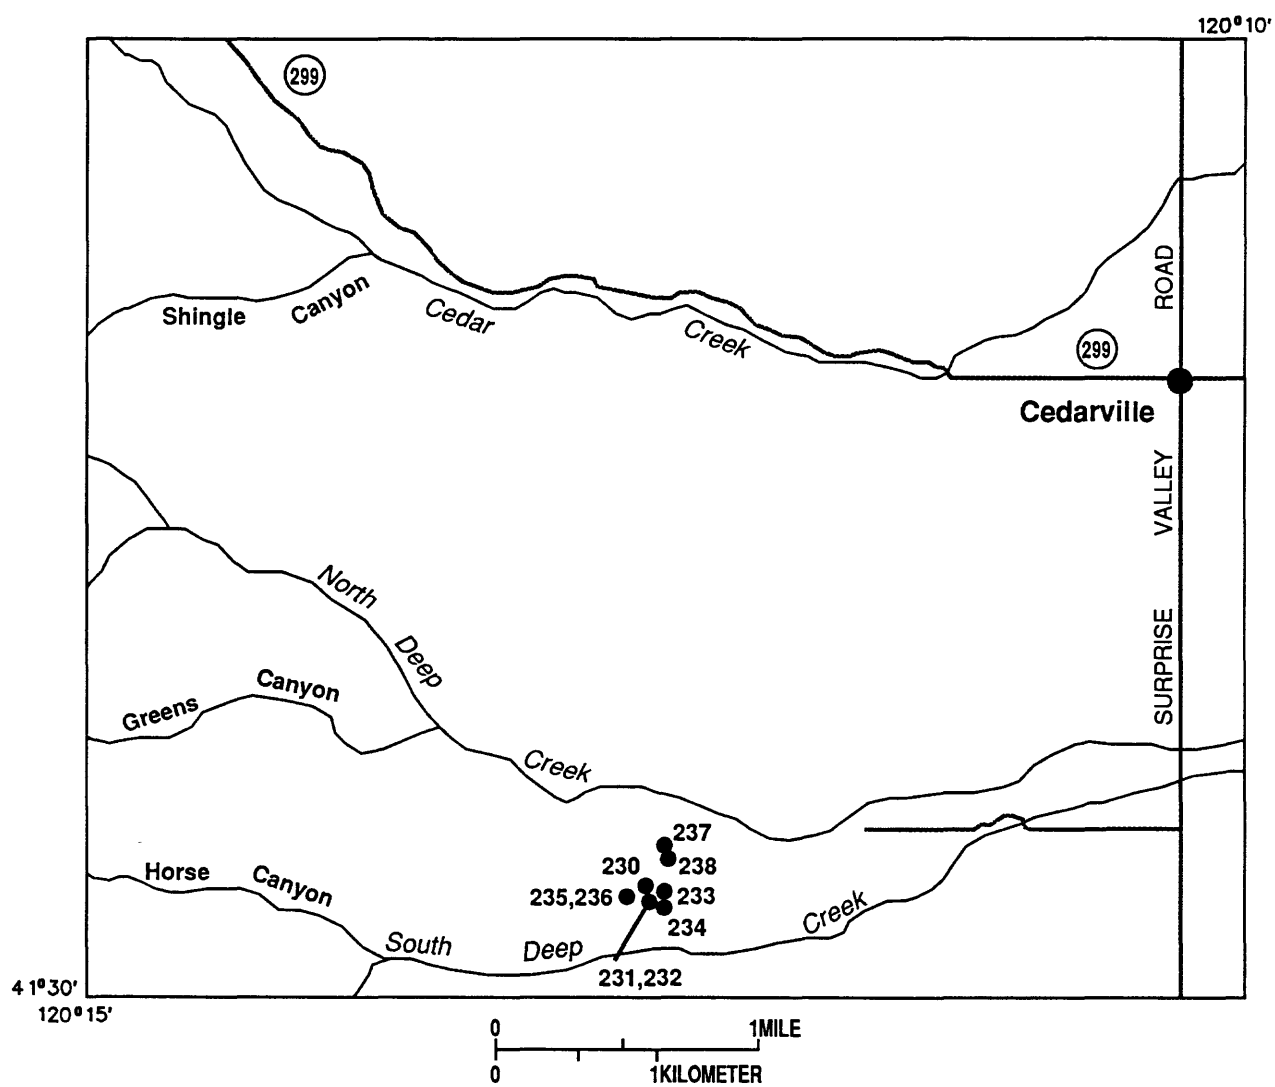 120°10'
299
ROAD
Shingle Canyon
Cedar Creek
299
Cedarville
VALLEY
North Deep Creek
SURPRISE
Greens Canyon
237
238
230
235,236
233
234
Horse Canyon
South Deep Creek
231,232
41°30'
120°15'
0 1MILE
0 1KILOMETER